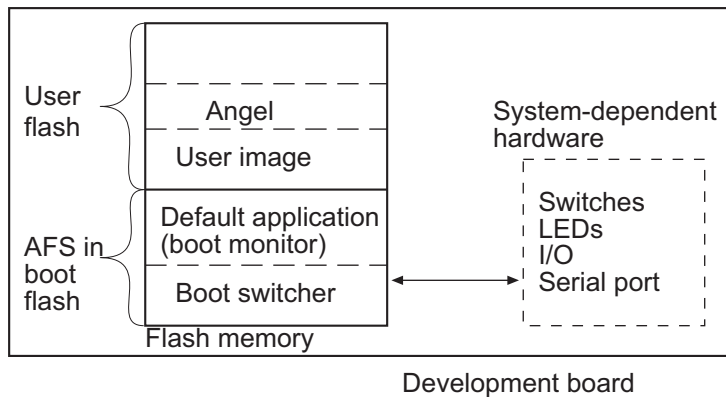 User
flash
Angel
User image
AFS in
boot
flash
Default application
(boot monitor)
Boot switcher
Flash memory
System-dependent
hardware
Switches
LEDs
I/O
Serial port
Development board